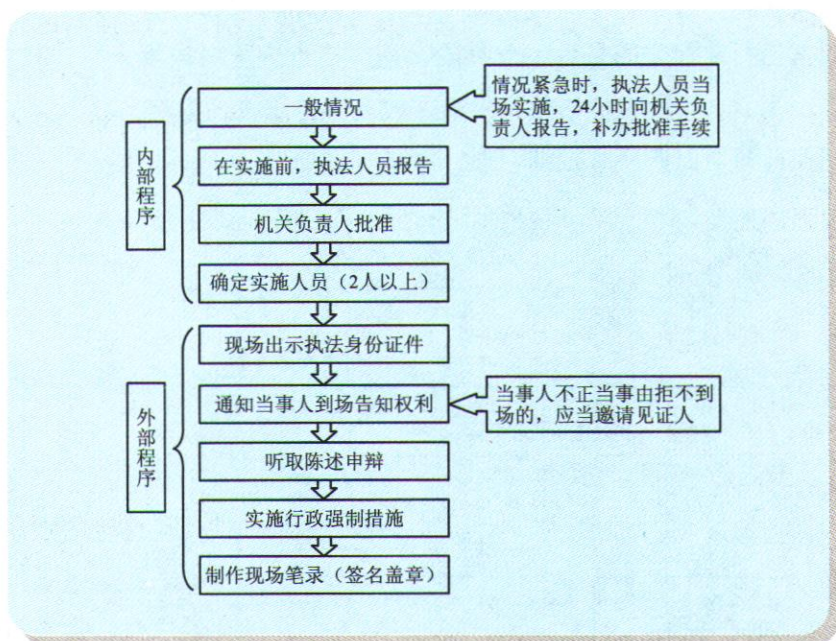 一般情况
情况紧急时，执法人员当
场实施，24小时向机关负
责人报告，补办批准手续
内部程序
在实施前，执法人员报告
机关负责人批准
确定实施人员（2人以上）
现场出示执法身份证件
外部程序
通知当事人到场告知权利
当事人不正当事由拒不到
场的，应当邀请见证人
听取陈述申辩
实施行政强制措施
制作现场笔录（签名盖章）